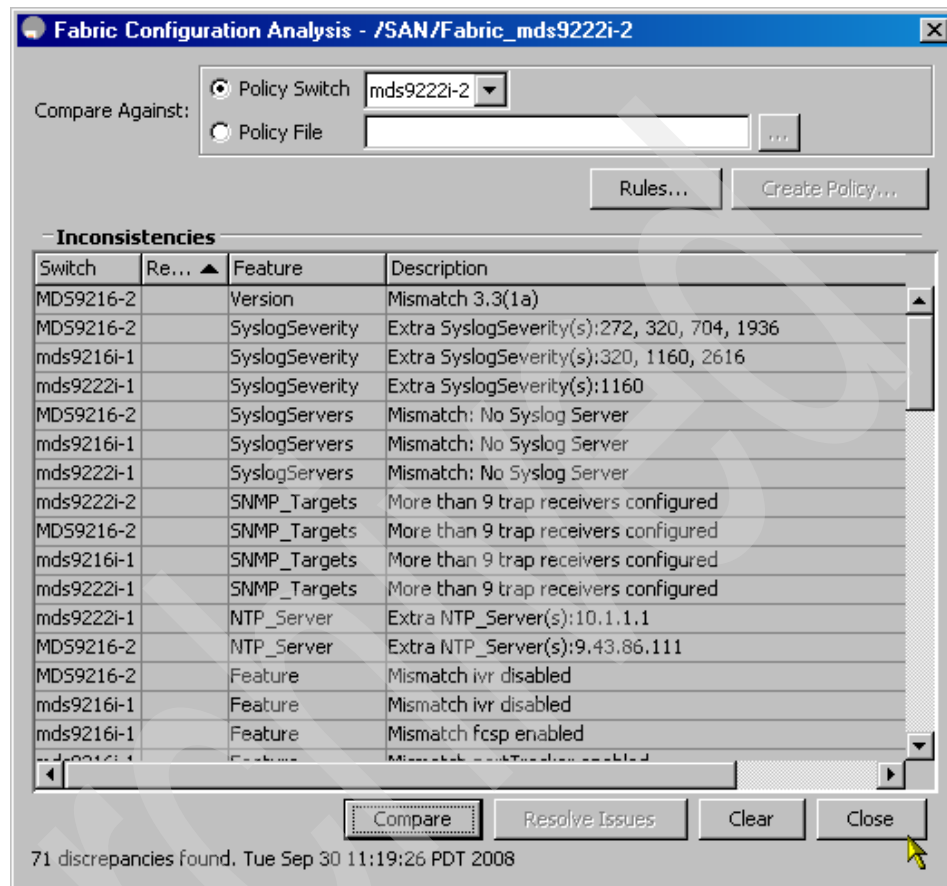 Fabric Configuration Analysis - /SAN/Fabric_mds9222i-2
Compare Against:
Policy Switch mds9222i-2
Policy File ...
Rules... Create Policy...
Inconsistencies
Switch Re... Feature Description
MDS9216-2 Version Mismatch 3.3(1a)
MDS9216-2 SyslogSeverity Extra SyslogSeverity(s):272, 320, 704, 1936
mds9216i-1 SyslogSeverity Extra SyslogSeverity(s):320, 1160, 2616
mds9222i-1 SyslogSeverity Extra SyslogSeverity(s):1160
MDS9216-2 SyslogServers Mismatch: No Syslog Server
mds9216i-1 SyslogServers Mismatch: No Syslog Server
mds9222i-1 SyslogServers Mismatch: No Syslog Server
mds9222i-2 SNMP_Targets More than 9 trap receivers configured
MDS9216-2 SNMP_Targets More than 9 trap receivers configured
mds9216i-1 SNMP_Targets More than 9 trap receivers configured
mds9222i-1 SNMP_Targets More than 9 trap receivers configured
mds9222i-1 NTP_Server Extra NTP_Server(s):10.1.1.1
MDS9216-2 NTP_Server Extra NTP_Server(s):9.43.86.111
MDS9216-2 Feature Mismatch ivr disabled
mds9216i-1 Feature Mismatch ivr disabled
mds9216i-1 Feature Mismatch fcsp enabled
mds9216i-1 Feature Mismatch portTracker enabled
Compare Resolve Issues Clear Close
71 discrepancies found. Tue Sep 30 11:19:26 PDT 2008